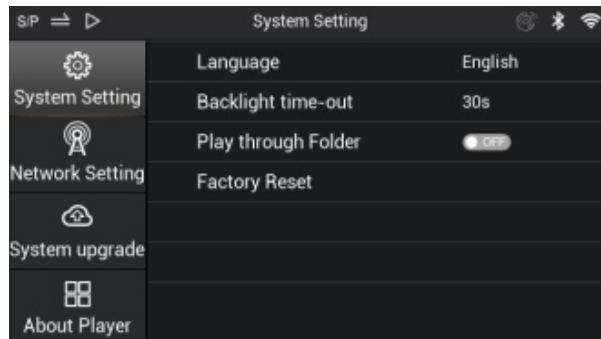 S/P
System Setting
System Setting
Network Setting
System upgrade
About Player
Language English
Backlight time-out 30s
Play through Folder OFF
Factory Reset